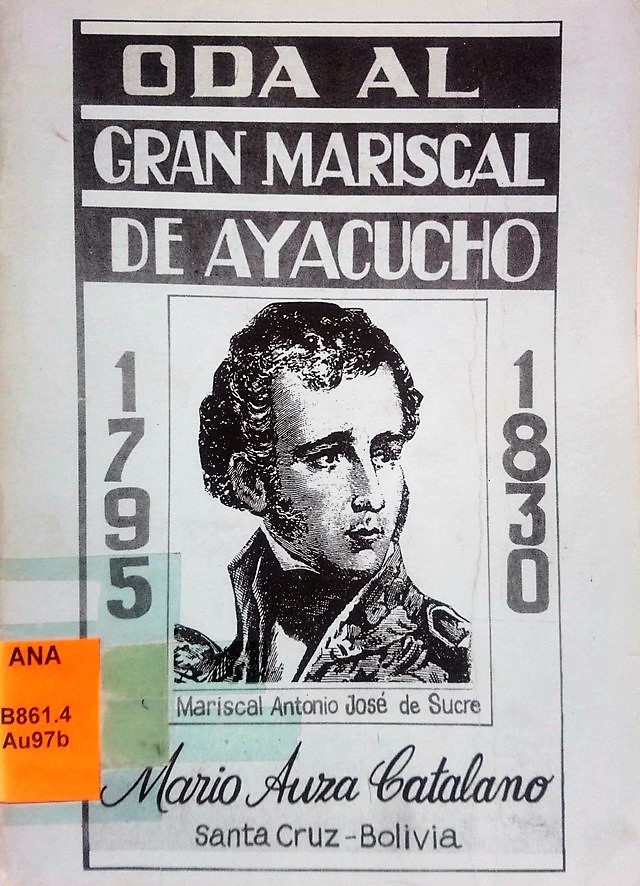 ODA AL
GRAN MARISCAL
DE AYACUCHO
1795
1830
Mariscal Antonio José de Sucre
Mario Auza Catalano
Santa Cruz - Bolivia
ANA
B861.4
Au97b